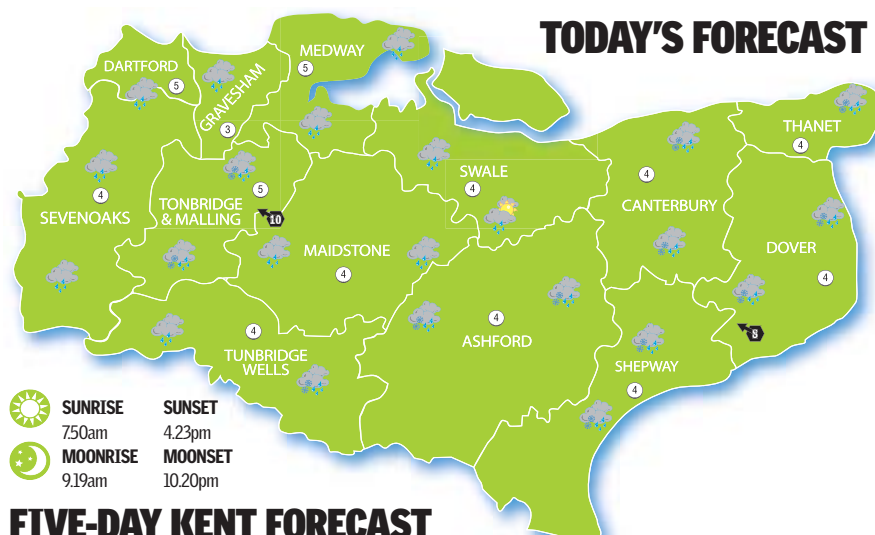 TODAY'S FORECAST
MEDWAY
5
DARTFORD
5
GRAVESHAM
3
THANET
4
SWALE
4
4
CANTERBURY
4
SEVENOAKS
5
TONBRIDGE
& MALLING
10
MAIDSTONE
4
DOVER
4
4
TUNBRIDGE
WELLS
4
ASHFORD
8
SHEPWAY
4
SUNRISE SUNSET
7.50am 4.23pm
MOONRISE MOONSET
9.19am 10.20pm
FIVE-DAY KENT FORECAST